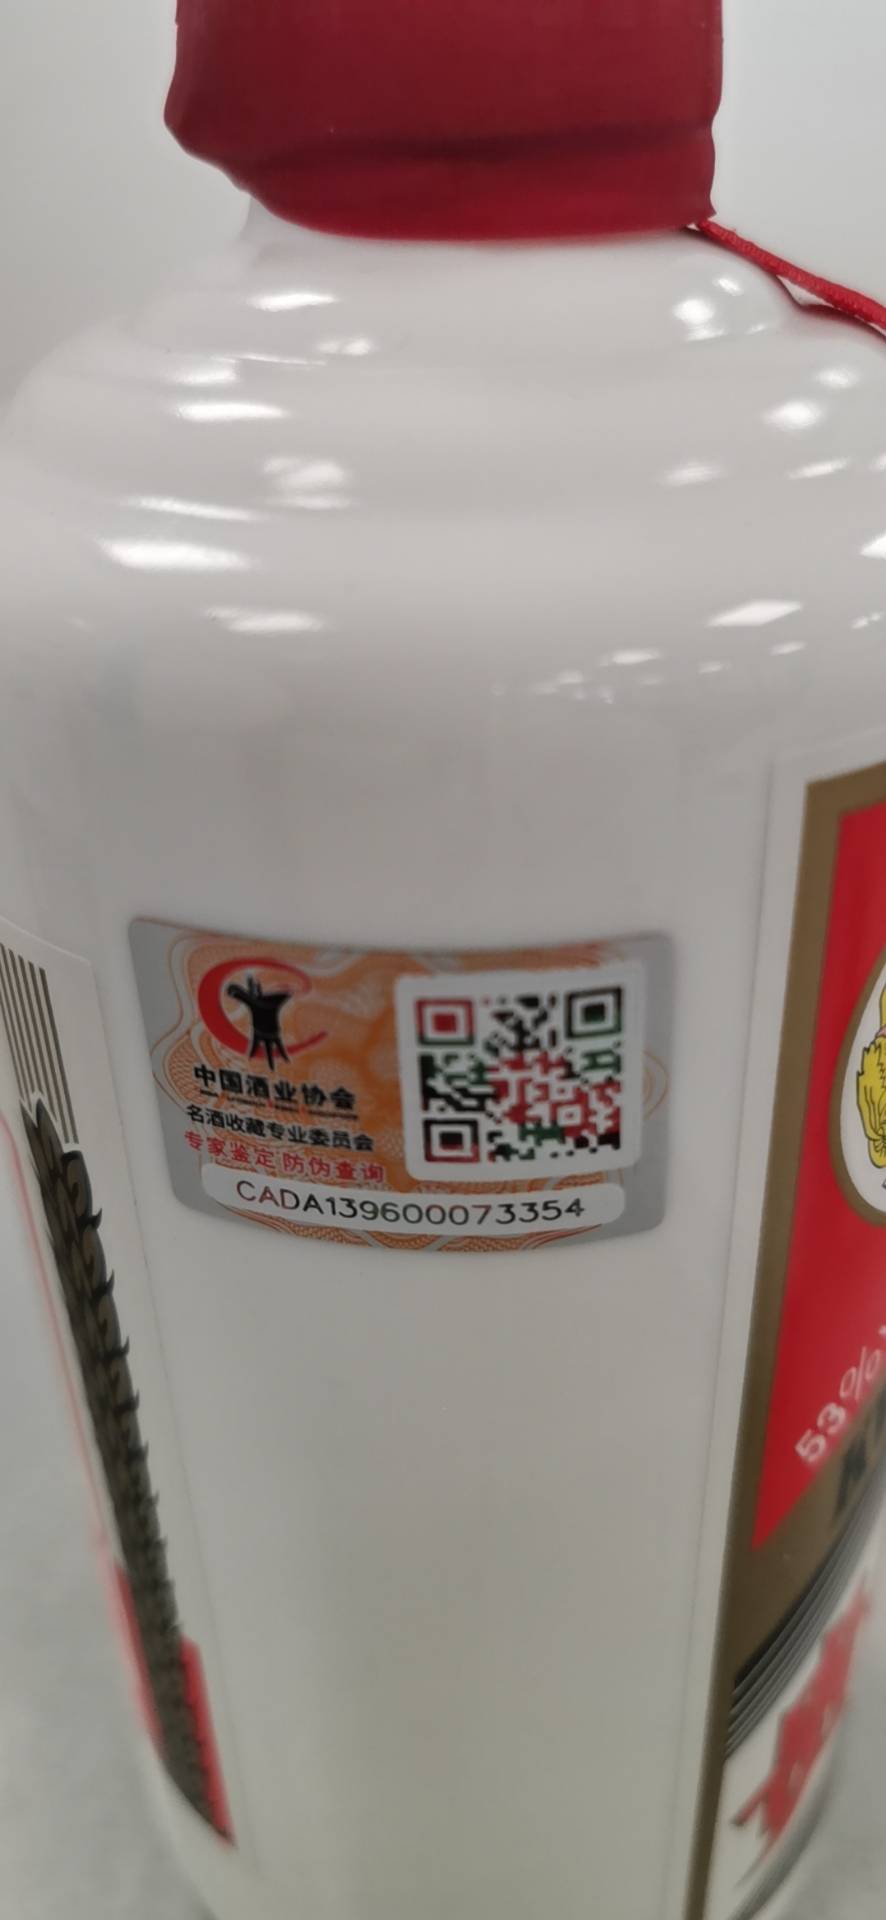 中国酒业协会
名酒收藏专业委员会
专家鉴定 防伪查询
CADA139600073354
53%